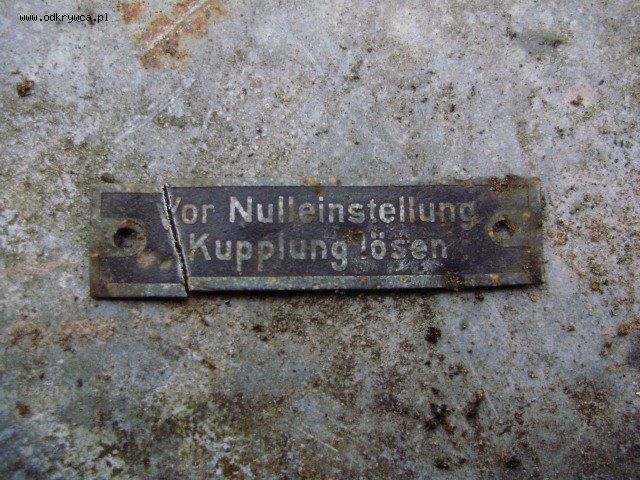 www.odkrywca.pl
Vor Nulleinstellung
Kupplung lösen